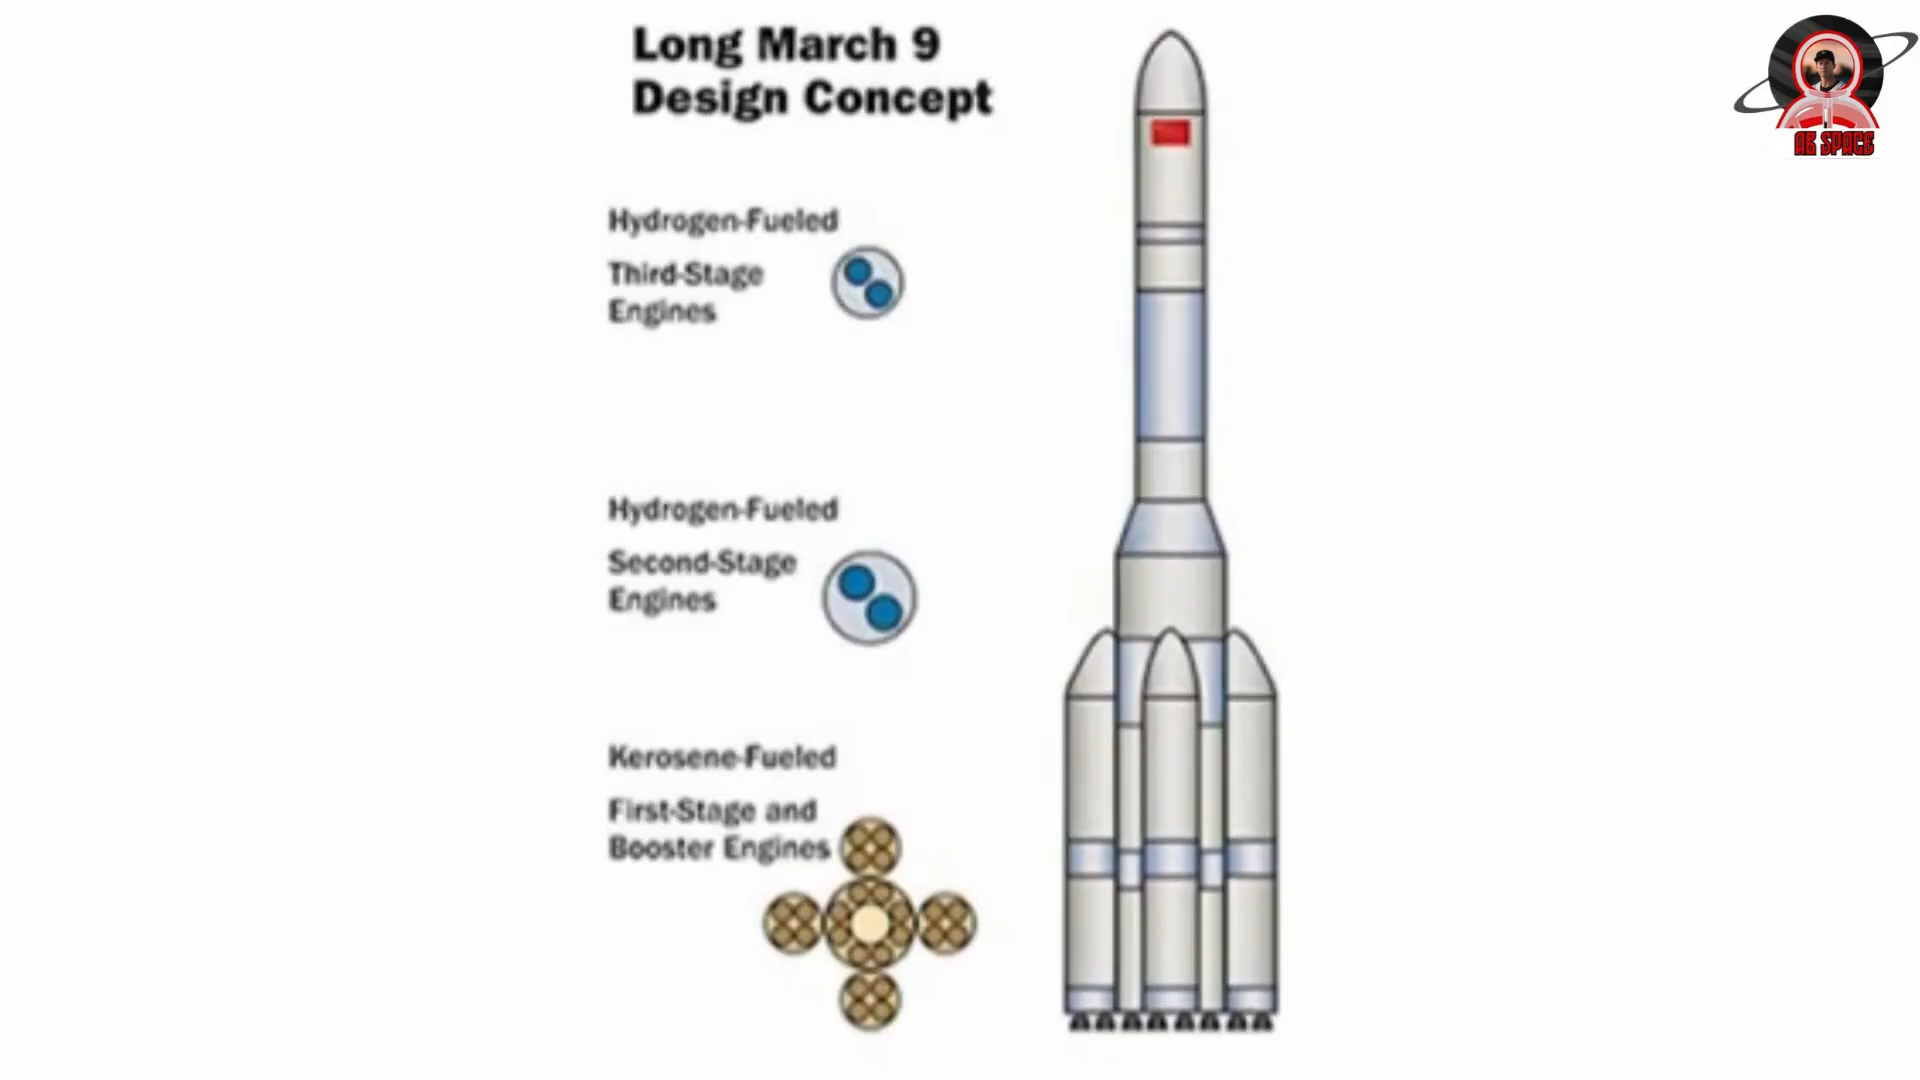 Long March 9
Design Concept
AB SPACE
Hydrogen-Fueled
Third-Stage
Engines
Hydrogen-Fueled
Second-Stage
Engines
Kerosene-Fueled
First-Stage and
Booster Engines